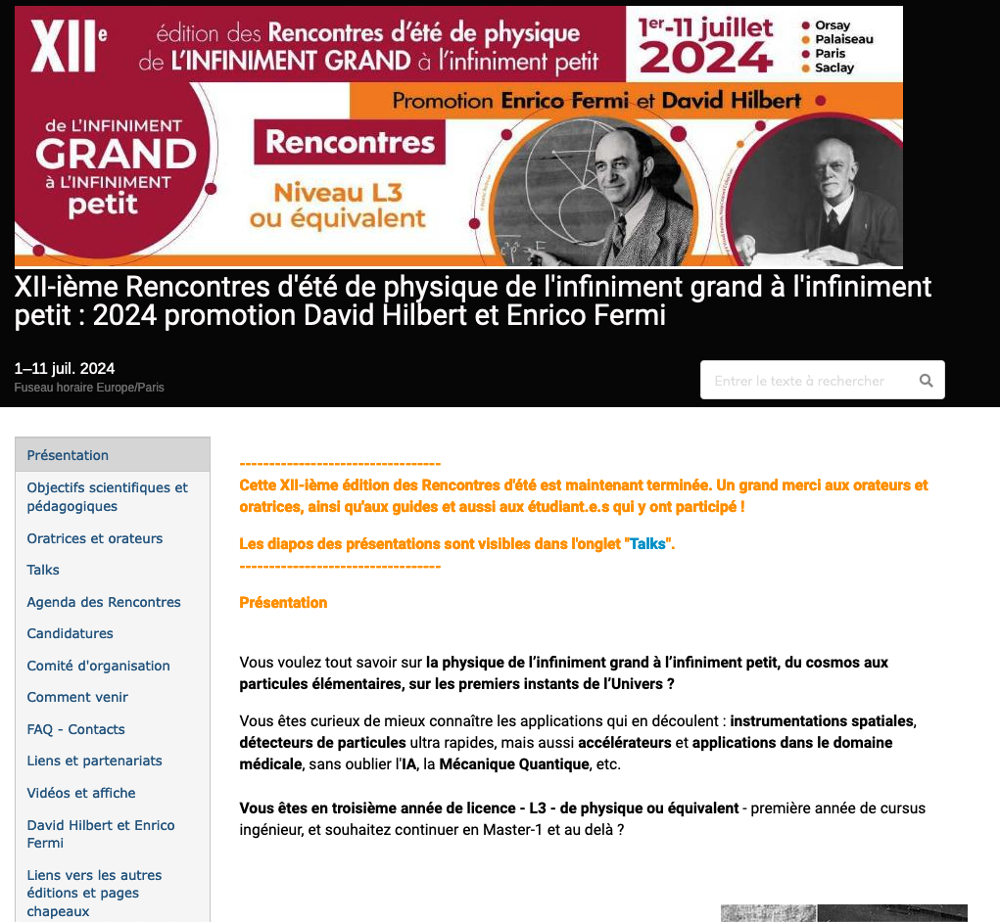 XIIe édition des Rencontres d'été de physique
de L'INFINIMENT GRAND à l'infiniment petit
1er-11 juillet
2024
Orsay
Palaiseau
Paris
Saclay
Promotion Enrico Fermi et David Hilbert
de L'INFINIMENT
GRAND
à L'INFINIMENT
petit
Rencontres
Niveau L3
ou équivalent
XII-ième Rencontres d'été de physique de l'infiniment grand à l'infiniment
petit : 2024 promotion David Hilbert et Enrico Fermi
1–11 juil. 2024
Fuseau horaire Europe/Paris
Entrer le texte à rechercher
Présentation
Objectifs scientifiques et
pédagogiques
Oratrices et orateurs
Talks
Agenda des Rencontres
Candidatures
Comité d'organisation
Comment venir
FAQ - Contacts
Liens et partenariats
Vidéos et affiche
David Hilbert et Enrico
Fermi
Liens vers les autres
éditions et pages
chapeaux
----------------------------------
Cette XII-ième édition des Rencontres d'été est maintenant terminée. Un grand merci aux orateurs et
oratrices, ainsi qu'aux guides et aussi aux étudiant.e.s qui y ont participé !
Les diapos des présentations sont visibles dans l'onglet "Talks".
----------------------------------
Présentation
Vous voulez tout savoir sur la physique de l’infiniment grand à l’infiniment petit, du cosmos aux
particules élémentaires, sur les premiers instants de l’Univers ?
Vous êtes curieux de mieux connaître les applications qui en découlent : instrumentations spatiales,
détecteurs de particules ultra rapides, mais aussi accélérateurs et applications dans le domaine
médicale, sans oublier l'IA, la Mécanique Quantique, etc.
Vous êtes en troisième année de licence - L3 - de physique ou équivalent - première année de cursus
ingénieur, et souhaitez continuer en Master-1 et au delà ?